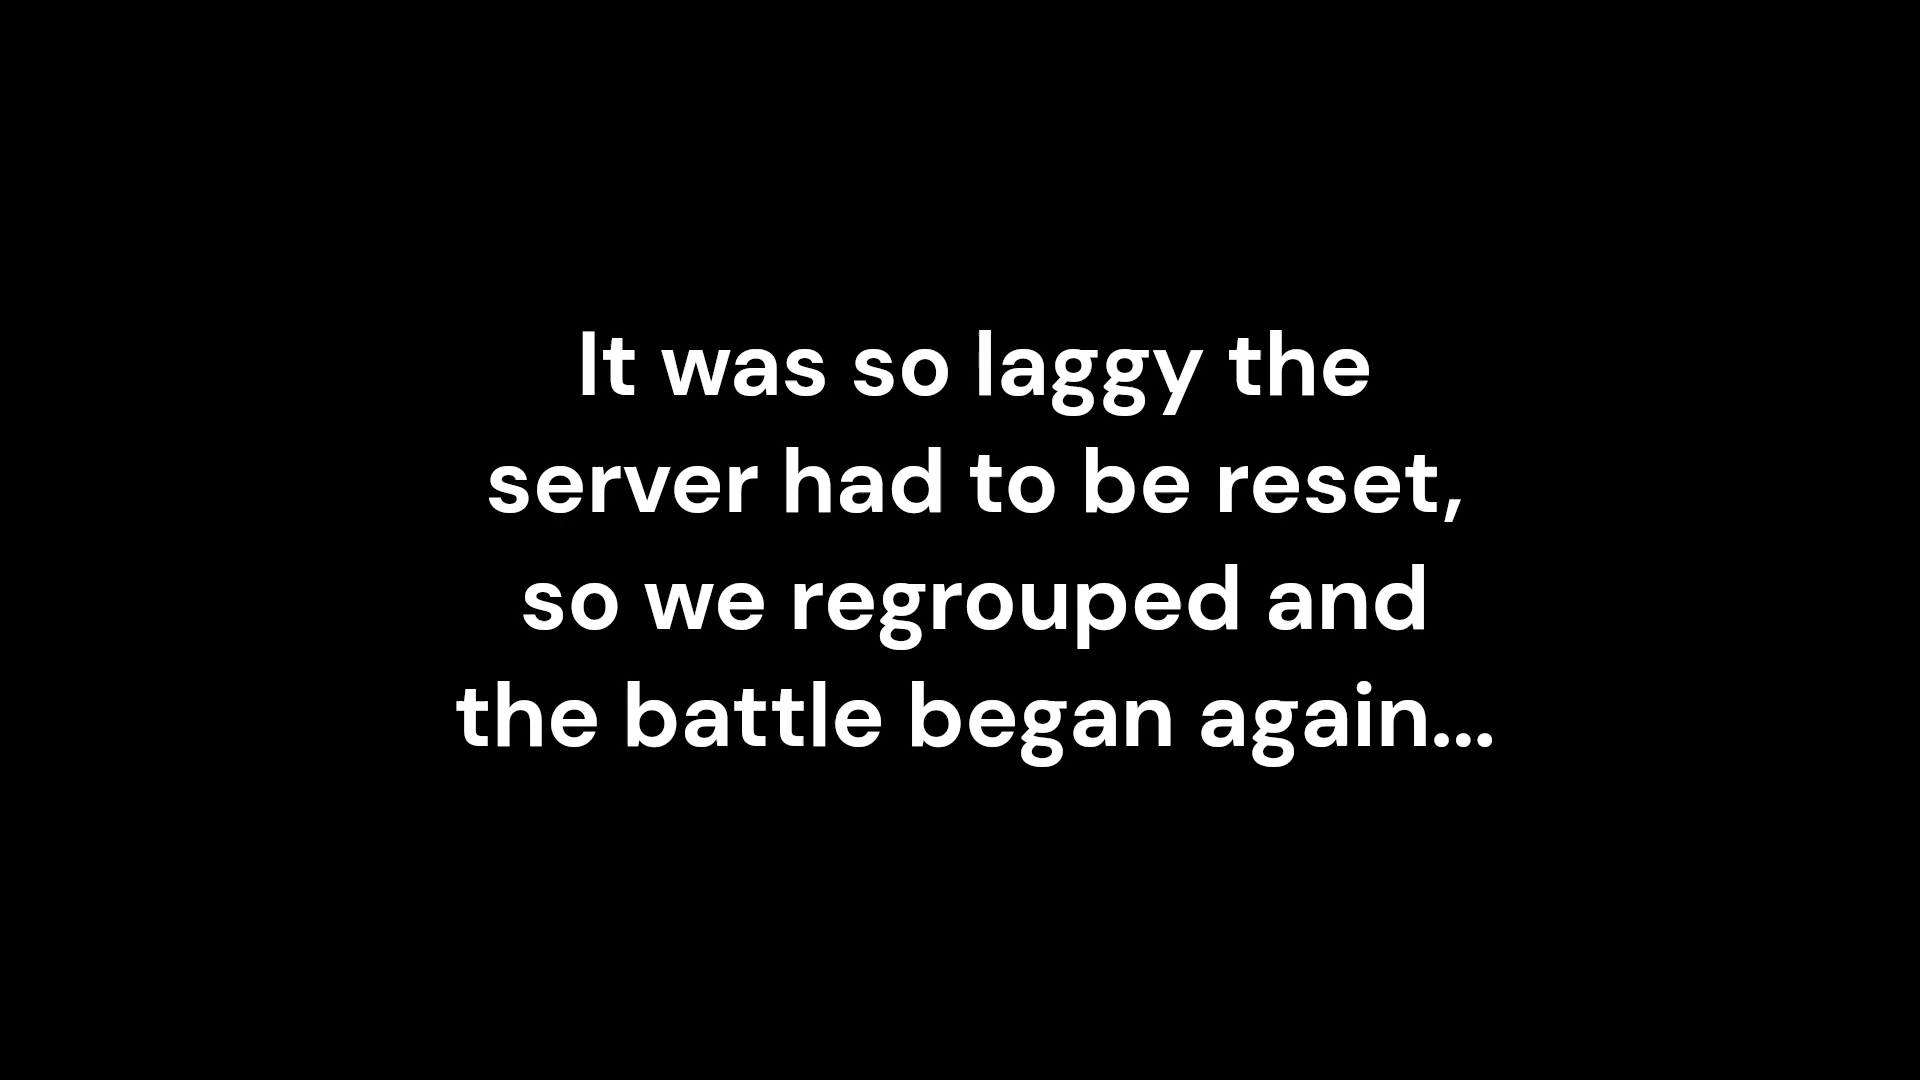 It was so laggy the
server had to be reset,
so we regrouped and
the battle began again...